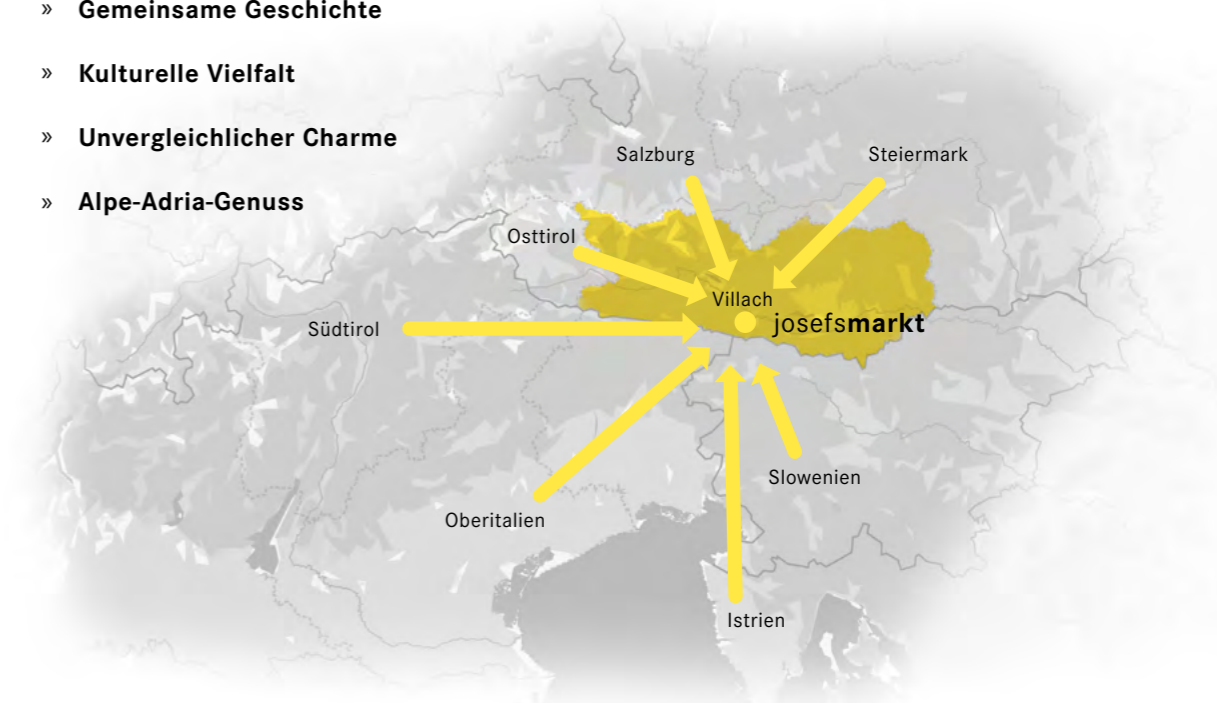 » Gemeinsame Geschichte
» Kulturelle Vielfalt
» Unvergleichlicher Charme
» Alpe-Adria-Genuss
Salzburg
Steiermark
Osttirol
Villach
josefsmarkt
Südtirol
Slowenien
Oberitalien
Istrien